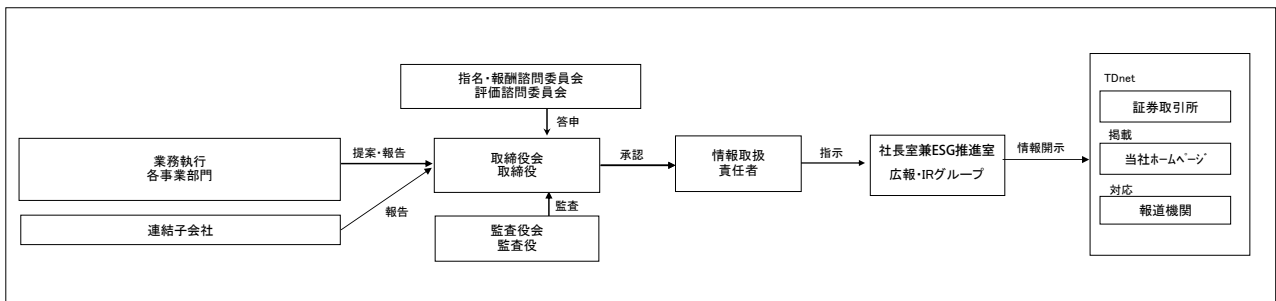 指名・報酬諮問委員会
評価諮問委員会
答申
業務執行
各事業部門
提案・報告
連結子会社
報告
取締役会
取締役
監査
監査役会
監査役
承認
情報取扱
責任者
指示
社長室兼ESG推進室
広報・IRグループ
情報開示
TDnet
証券取引所
掲載
当社ﾎｰﾑﾍﾟｰｼﾞ
対応
報道機関